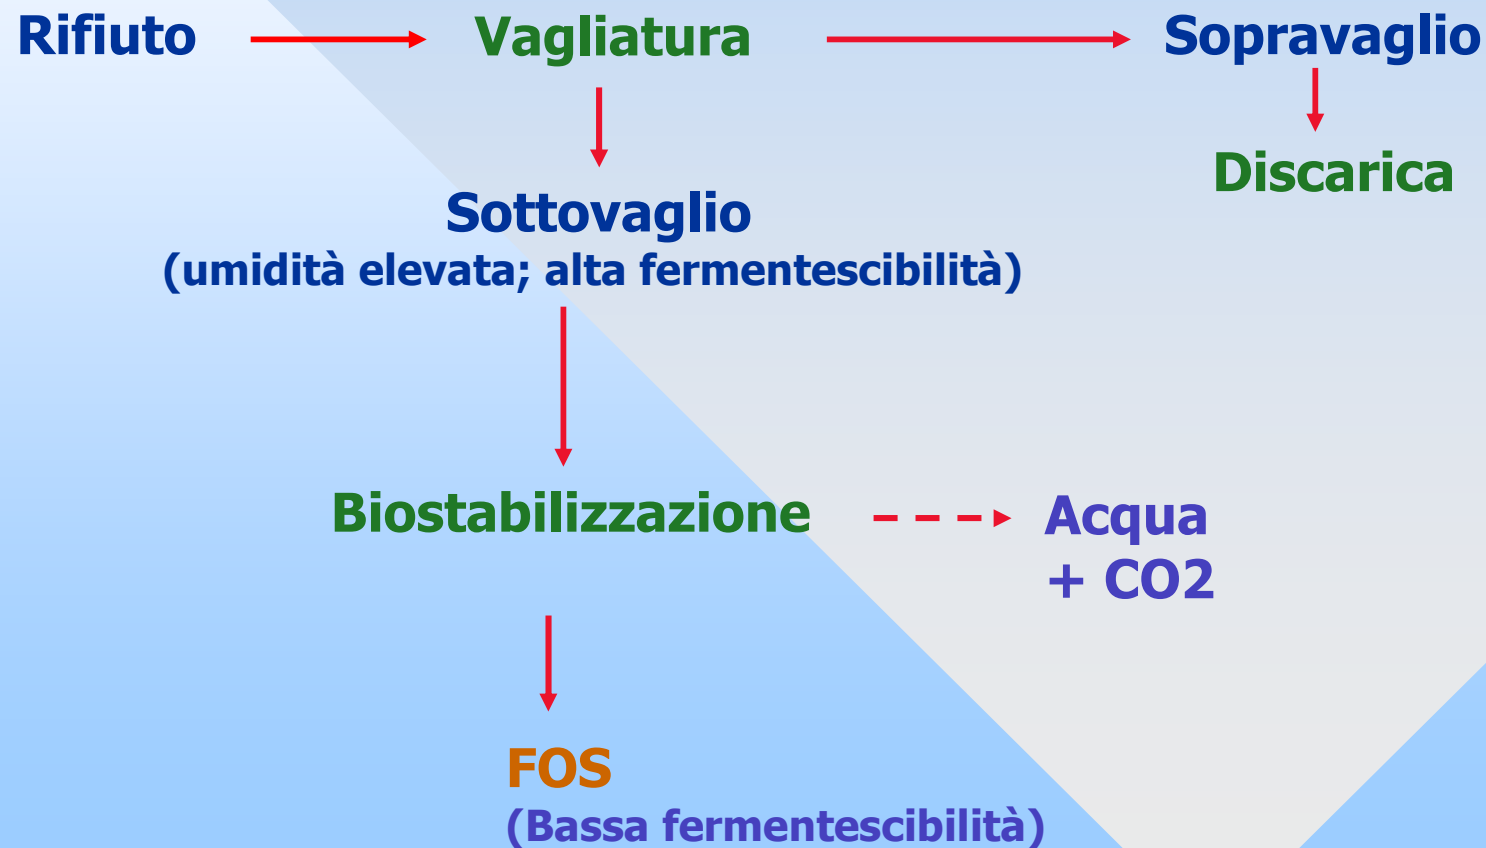 Rifiuto
Vagliatura
Sopravaglio
Discarica
Sottovaglio
(umidità elevata; alta fermentescibilità)
Biostabilizzazione
Acqua
+ CO2
FOS
(Bassa fermentescibilità)